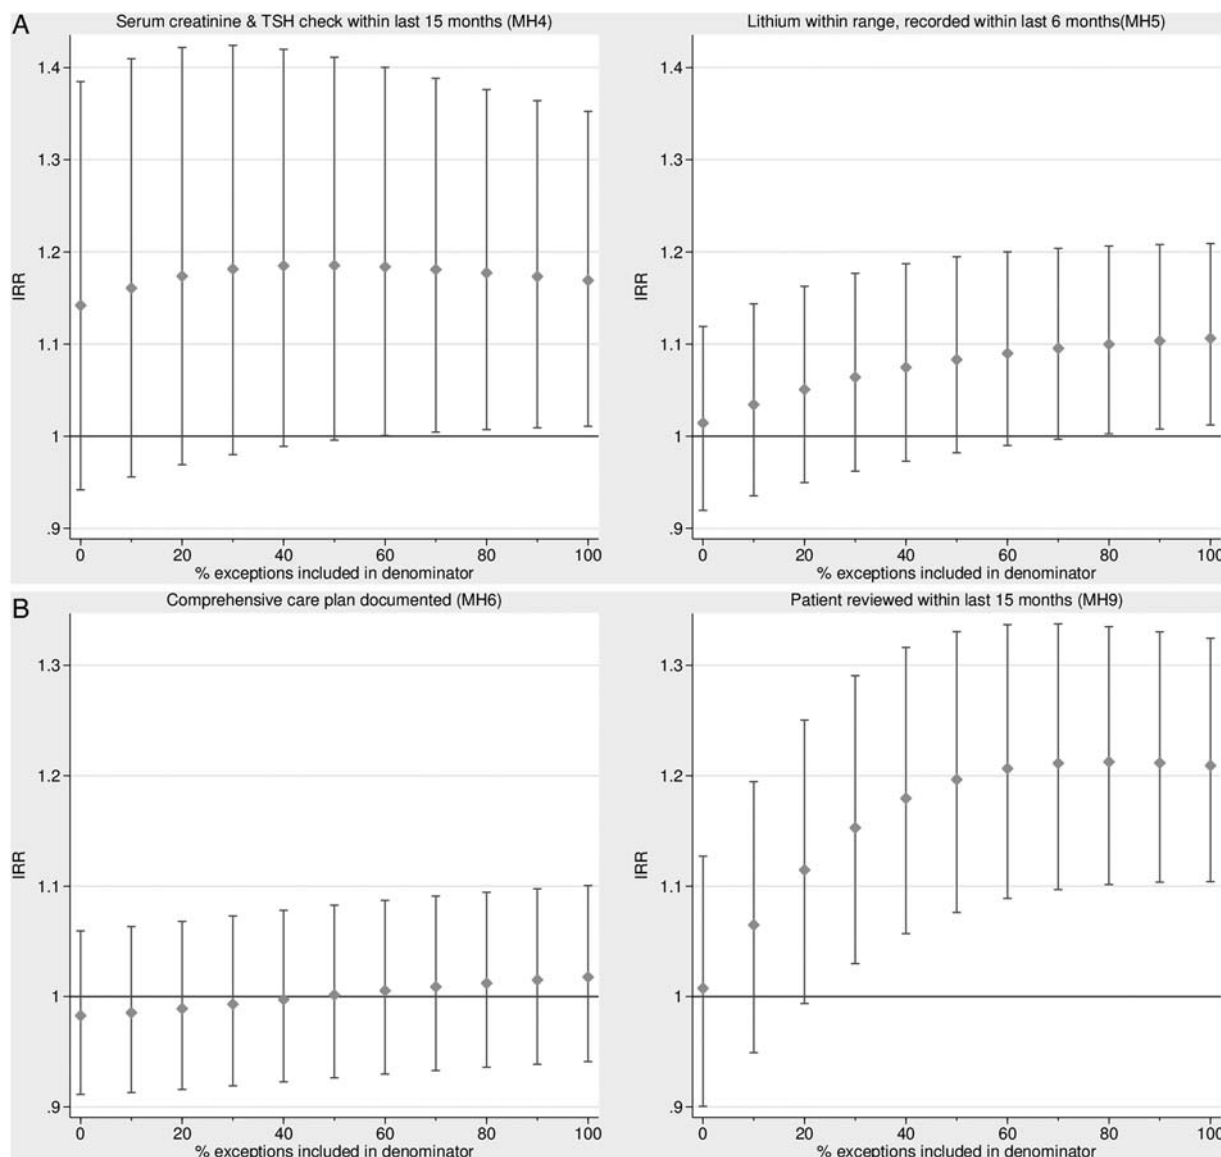 A
Serum creatinine & TSH check within last 15 months (MH4)
1.4
1.3
1.2
1.1
1
.9
IRR
0 20 40 60 80 100
% exceptions included in denominator
Lithium within range, recorded within last 6 months(MH5)
1.4
1.3
1.2
1.1
1
.9
IRR
0 20 40 60 80 100
% exceptions included in denominator
B
Comprehensive care plan documented (MH6)
1.3
1.2
1.1
1
.9
IRR
0 20 40 60 80 100
% exceptions included in denominator
Patient reviewed within last 15 months (MH9)
1.3
1.2
1.1
1
.9
IRR
0 20 40 60 80 100
% exceptions included in denominator